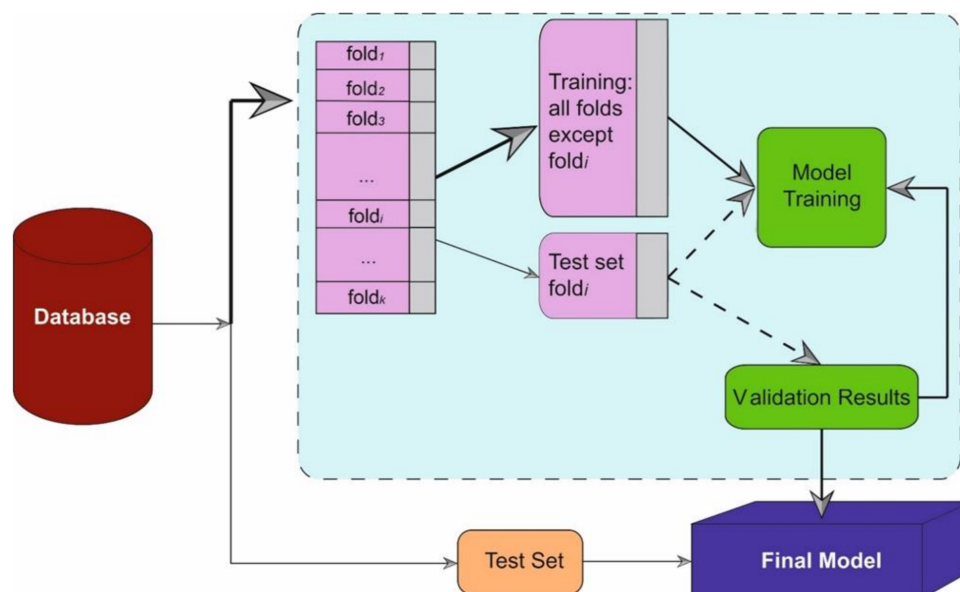 fold1
fold2
fold3
...
foldi
...
foldk
Training:
all folds
except
foldi
Test set
foldi
Model
Training
Validation Results
Database
Test Set
Final Model